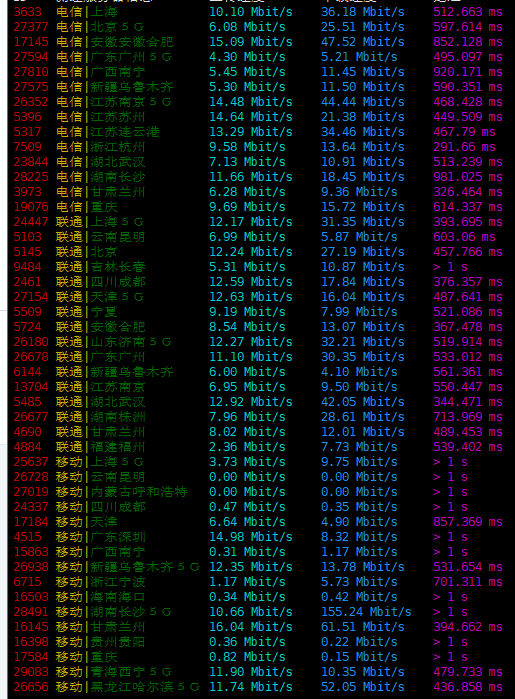 3633 电信|上海 10.10 Mbit/s 36.18 Mbit/s 512.663 ms
27377 电信|北京5G 6.08 Mbit/s 25.51 Mbit/s 597.614 ms
17145 电信|安徽安徽合肥 15.09 Mbit/s 47.52 Mbit/s 852.128 ms
27594 电信|广东广州5G 4.30 Mbit/s 5.21 Mbit/s 495.097 ms
27810 电信|广西南宁 5.45 Mbit/s 11.45 Mbit/s 920.171 ms
27575 电信|新疆乌鲁木齐 5.30 Mbit/s 11.50 Mbit/s 590.351 ms
26352 电信|江苏南京5G 14.48 Mbit/s 44.44 Mbit/s 468.428 ms
5396 电信|江苏苏州 14.64 Mbit/s 21.38 Mbit/s 449.509 ms
5317 电信|江苏连云港 13.29 Mbit/s 34.46 Mbit/s 467.79 ms
7509 电信|浙江杭州 9.58 Mbit/s 13.64 Mbit/s 291.66 ms
23844 电信|湖北武汉 7.13 Mbit/s 10.91 Mbit/s 513.239 ms
28225 电信|湖南长沙 11.66 Mbit/s 18.45 Mbit/s 981.025 ms
3973 电信|甘肃兰州 6.28 Mbit/s 9.36 Mbit/s 326.464 ms
19076 电信|重庆 9.69 Mbit/s 15.72 Mbit/s 614.337 ms
24447 联通|上海5G 12.17 Mbit/s 31.35 Mbit/s 393.695 ms
5103 联通|云南昆明 6.99 Mbit/s 5.87 Mbit/s 603.06 ms
5145 联通|北京 12.24 Mbit/s 27.19 Mbit/s 457.766 ms
9484 联通|吉林长春 5.31 Mbit/s 10.87 Mbit/s > 1 s
2461 联通|四川成都 12.59 Mbit/s 17.84 Mbit/s 376.357 ms
27154 联通|天津5G 12.63 Mbit/s 16.04 Mbit/s 487.641 ms
5509 联通|宁夏 9.19 Mbit/s 7.99 Mbit/s 521.086 ms
5724 联通|安徽合肥 8.54 Mbit/s 13.07 Mbit/s 367.478 ms
26180 联通|山东济南5G 12.27 Mbit/s 32.21 Mbit/s 519.914 ms
26678 联通|广东广州 11.10 Mbit/s 30.35 Mbit/s 533.012 ms
6144 联通|新疆乌鲁木齐 6.00 Mbit/s 4.10 Mbit/s 561.361 ms
13704 联通|江苏南京 6.95 Mbit/s 9.50 Mbit/s 550.447 ms
5485 联通|湖北武汉 12.92 Mbit/s 42.05 Mbit/s 344.471 ms
26677 联通|湖南株洲 7.96 Mbit/s 28.61 Mbit/s 713.969 ms
4690 联通|甘肃兰州 8.02 Mbit/s 12.01 Mbit/s 489.453 ms
4884 联通|福建福州 2.36 Mbit/s 7.73 Mbit/s 539.402 ms
25637 移动|上海5G 3.73 Mbit/s 9.75 Mbit/s > 1 s
26728 移动|云南昆明 0.00 Mbit/s 0.00 Mbit/s > 1 s
27019 移动|内蒙古呼和浩特 0.00 Mbit/s 0.00 Mbit/s > 1 s
24337 移动|四川成都 0.47 Mbit/s 0.35 Mbit/s > 1 s
17184 移动|天津 6.64 Mbit/s 4.90 Mbit/s 857.369 ms
4515 移动|广东深圳 14.98 Mbit/s 8.32 Mbit/s > 1 s
15863 移动|广西南宁 0.31 Mbit/s 1.17 Mbit/s > 1 s
26938 移动|新疆乌鲁木齐5G 12.35 Mbit/s 13.78 Mbit/s 531.654 ms
6715 移动|浙江宁波 1.17 Mbit/s 5.73 Mbit/s 701.311 ms
16503 移动|海南海口 0.34 Mbit/s 0.42 Mbit/s > 1 s
28491 移动|湖南长沙5G 10.66 Mbit/s 155.24 Mbit/s > 1 s
16145 移动|甘肃兰州 16.04 Mbit/s 61.51 Mbit/s 394.662 ms
16398 移动|贵州贵阳 0.36 Mbit/s 0.22 Mbit/s > 1 s
17584 移动|重庆 0.82 Mbit/s 0.15 Mbit/s > 1 s
29083 移动|青海西宁5G 11.90 Mbit/s 10.35 Mbit/s 479.733 ms
26656 移动|黑龙江哈尔滨5G 11.74 Mbit/s 52.05 Mbit/s 436.858 ms